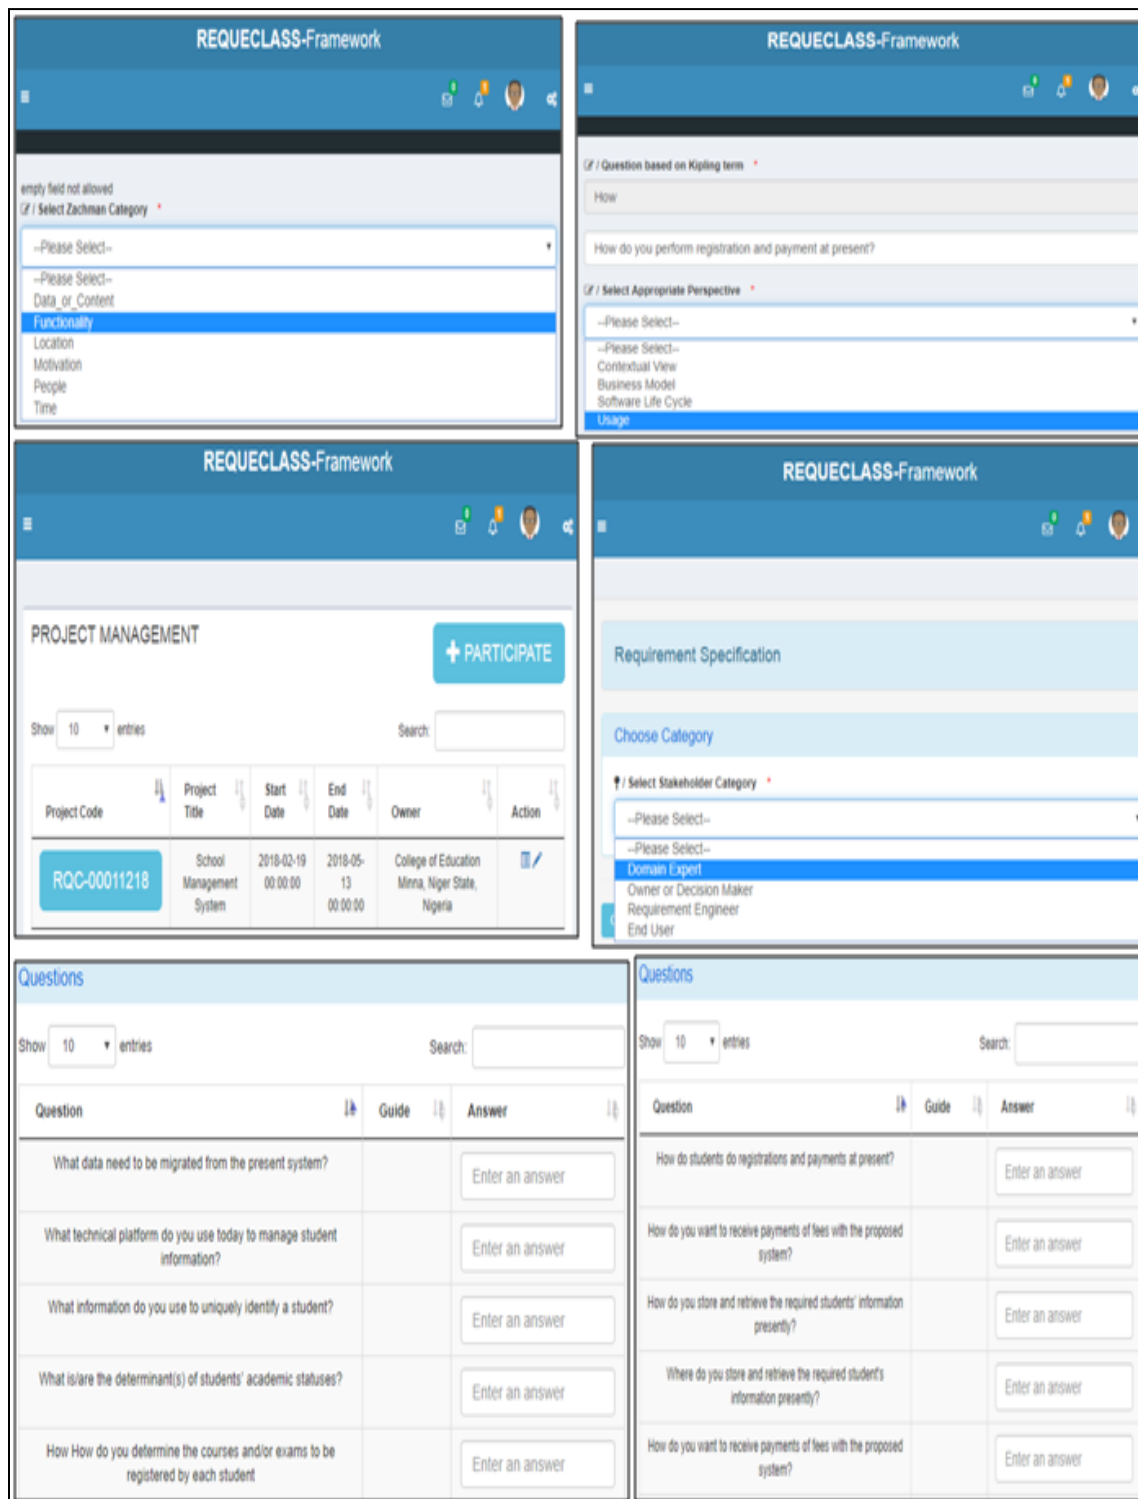 REQUECLASS-Framework
0
1
empty field not allowed
/ Select Zachman Category *
--Please Select--
--Please Select--
Data_or_Content
Functionality
Location
Motivation
People
Time
REQUECLASS-Framework
0
1
/ Question based on Kipling term *
How
How do you perform registration and payment at present?
/ Select Appropriate Perspective *
--Please Select--
--Please Select--
Contextual View
Business Model
Software Life Cycle
Usage
REQUECLASS-Framework
0
1
PROJECT MANAGEMENT
+ PARTICIPATE
Show 10 entries
Search:
Project Code
Project
Title
Start
Date
End
Date
Owner
Action
RQC-00011218
School
Management
System
2018-02-19
00:00:00
2018-05-
13
00:00:00
College of Education
Minna, Niger State,
Nigeria
REQUECLASS-Framework
0
1
Requirement Specification
Choose Category
/ Select Stakeholder Category *
--Please Select--
--Please Select--
Domain Expert
Owner or Decision Maker
Requirement Engineer
End User
Questions
Show 10 entries
Search:
Question Guide Answer
What data need to be migrated from the present system?
Enter an answer
What technical platform do you use today to manage student
information?
Enter an answer
What information do you use to uniquely identify a student?
Enter an answer
What is/are the determinant(s) of students' academic statuses?
Enter an answer
How How do you determine the courses and/or exams to be
registered by each student
Enter an answer
Questions
Show 10 entries
Search:
Question Guide Answer
How do students do registrations and payments at present?
Enter an answer
How do you want to receive payments of fees with the proposed
system?
Enter an answer
How do you store and retrieve the required students' information
presently?
Enter an answer
Where do you store and retrieve the required student's
information presently?
Enter an answer
How do you want to receive payments of fees with the proposed
system?
Enter an answer